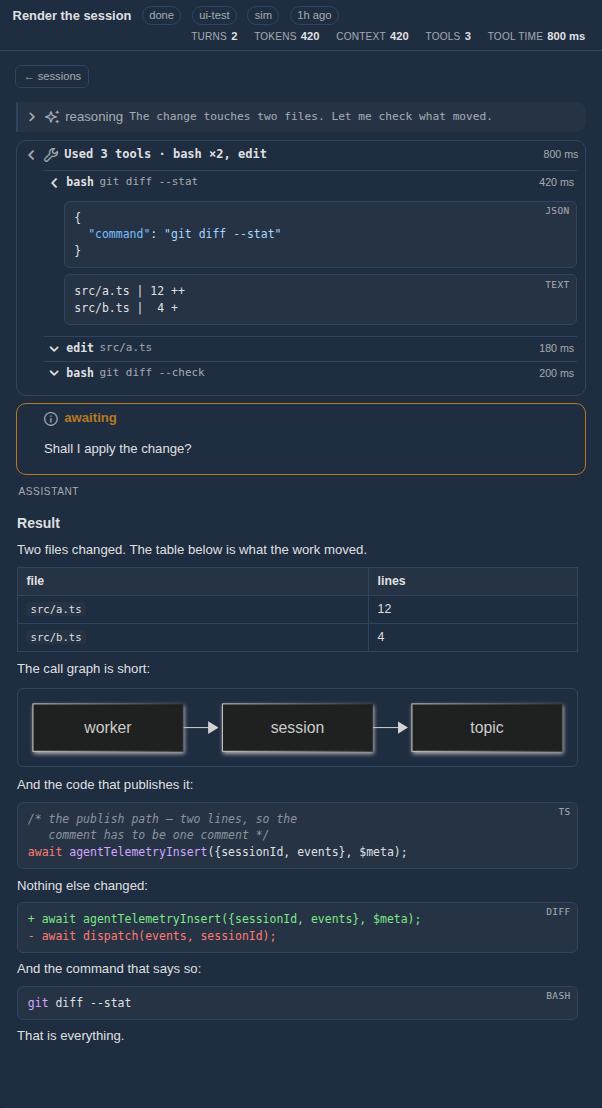 Render the session done ui-test sim 1h ago
TURNS 2 TOKENS 420 CONTEXT 420 TOOLS 3 TOOL TIME 800 ms
← sessions
reasoning The change touches two files. Let me check what moved.
Used 3 tools · bash ×2, edit 800 ms
bash git diff --stat 420 ms
JSON
{
"command": "git diff --stat"
}
TEXT
src/a.ts | 12 ++
src/b.ts |  4 +
edit src/a.ts 180 ms
bash git diff --check 200 ms
awaiting
Shall I apply the change?
ASSISTANT
Result
Two files changed. The table below is what the work moved.
file lines
src/a.ts 12
src/b.ts 4
The call graph is short:
worker session topic
And the code that publishes it:
TS
/* the publish path — two lines, so the
comment has to be one comment */
await agentTelemetryInsert({sessionId, events}, $meta);
Nothing else changed:
DIFF
+ await agentTelemetryInsert({sessionId, events}, $meta);
- await dispatch(events, sessionId);
And the command that says so:
BASH
git diff --stat
That is everything.